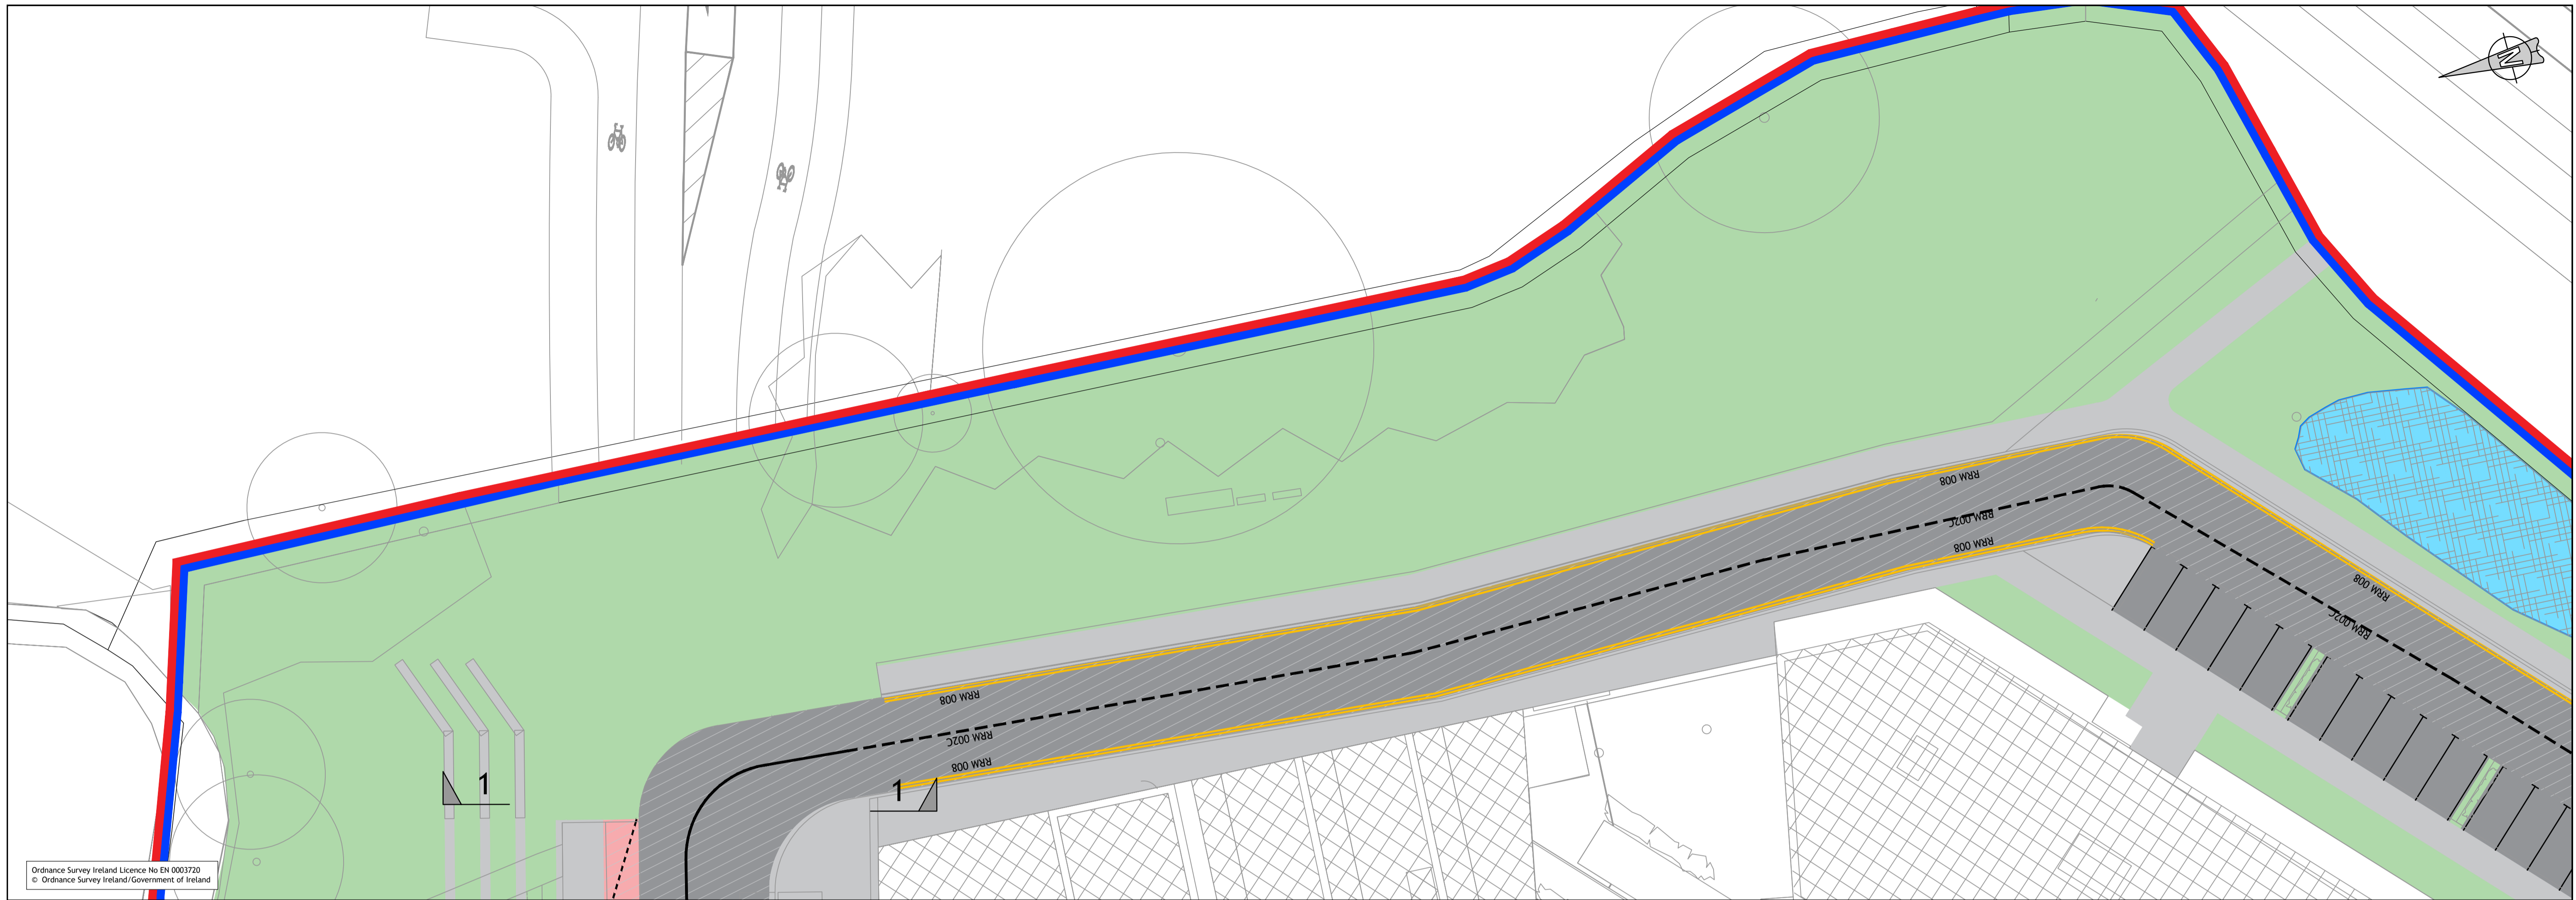 N
RRM 008
RRM 002C
RRM 008
RRM 008
RRM 002C
RRM 008
RRM 002C
RRM 008
1
1
Ordnance Survey Ireland Licence No EN 0003720
© Ordnance Survey Ireland/Government of Ireland